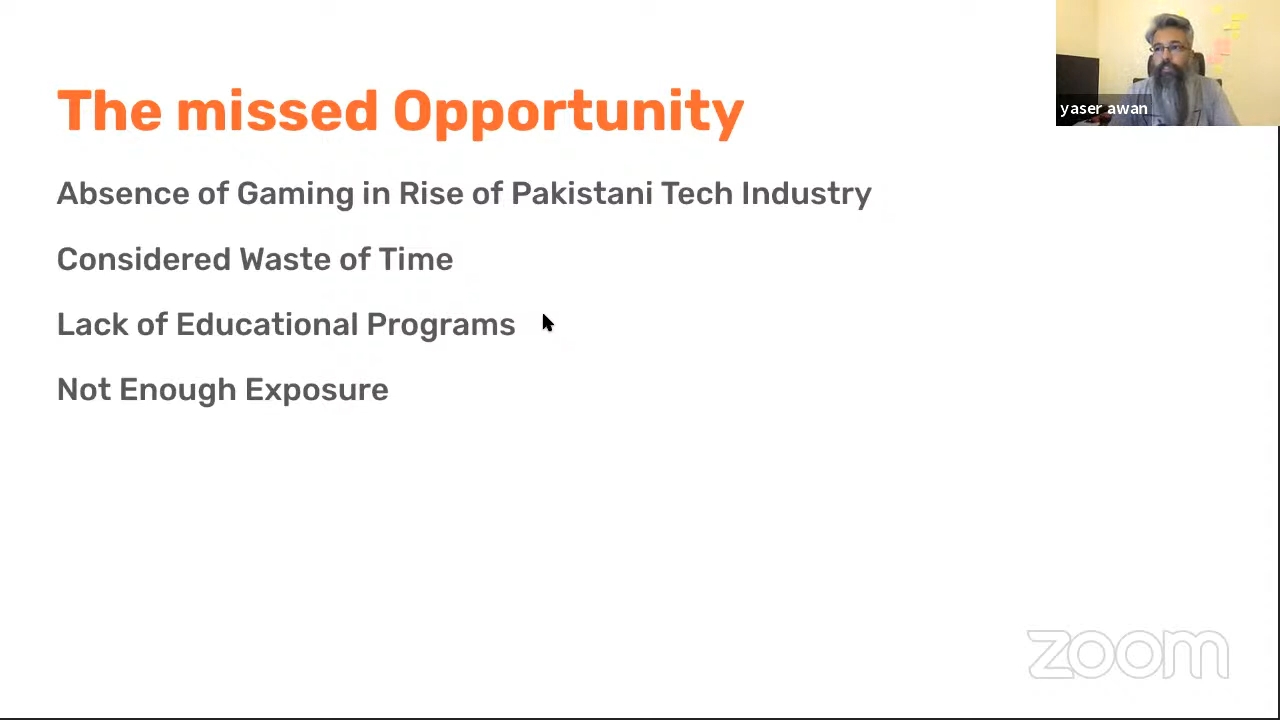 The missed Opportunity
yaser awan
Absence of Gaming in Rise of Pakistani Tech Industry
Considered Waste of Time
Lack of Educational Programs
Not Enough Exposure
zoom